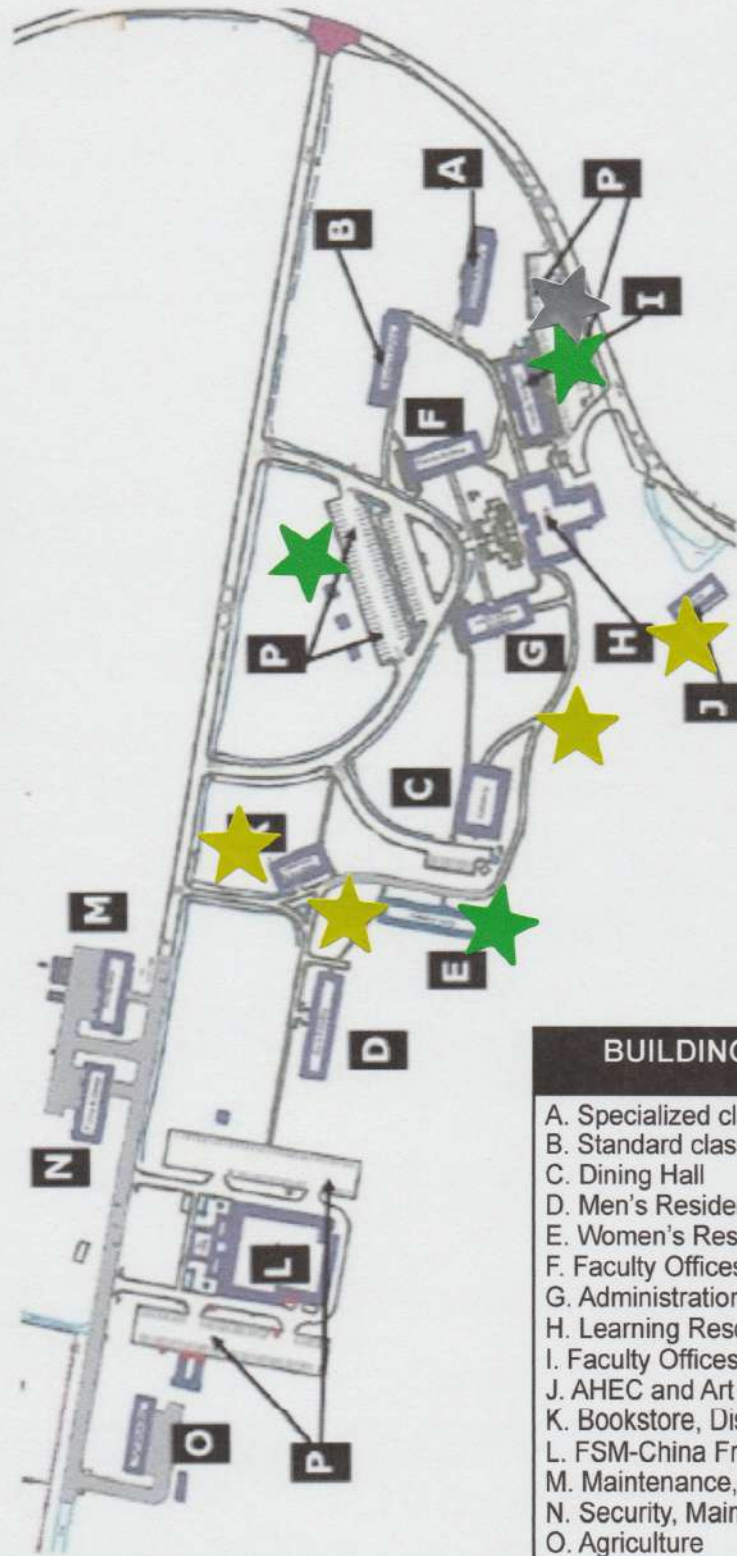 B
A
P
I
F
P
H
G
J
C
K
M
E
D
N
L
O
P
BUILDING
A. Specialized cl
B. Standard clas
C. Dining Hall
D. Men's Reside
E. Women's Res
F. Faculty Offices
G. Administration
H. Learning Reso
I. Faculty Offices
J. AHEC and Art
K. Bookstore, Dis
L. FSM-China Fr
M. Maintenance,
N. Security, Main
O. Agriculture